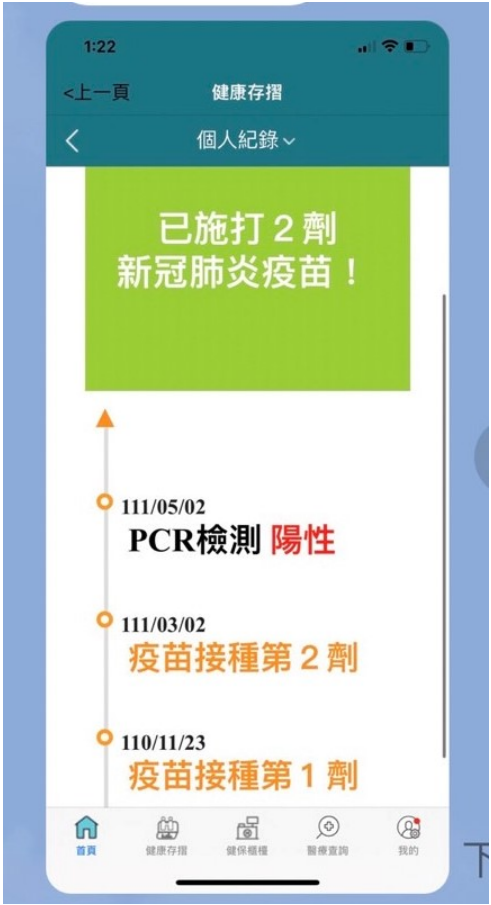 1:22
<上一頁 健康存摺
個人紀錄
已施打2劑
新冠肺炎疫苗！
111/05/02
PCR檢測 陽性
111/03/02
疫苗接種第2劑
110/11/23
疫苗接種第1劑
首頁 健康存摺 健保櫃檯 醫療查詢 我的
下